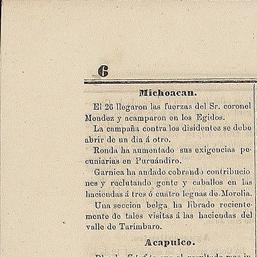 6
Michoacan.
El 26 llegaron las fuerzas del Sr. coronel
Mendez y acamparon en los Egidos.
La campaña contra los disidentes se debe
abrir de un dia á otro.
Ronda ha aumentado sus exigencias pe-
cuniarias en Puruándiro.
Garnica ha andado cobrando contribucio-
nes y reclutando gente y caballos en las
haciendas á tres ó cuatro leguas de Morelia.
Una seccion belga ha librado reciente-
mente de tales visitas á las haciendas del
valle de Tarímbaro.
Acapulco.